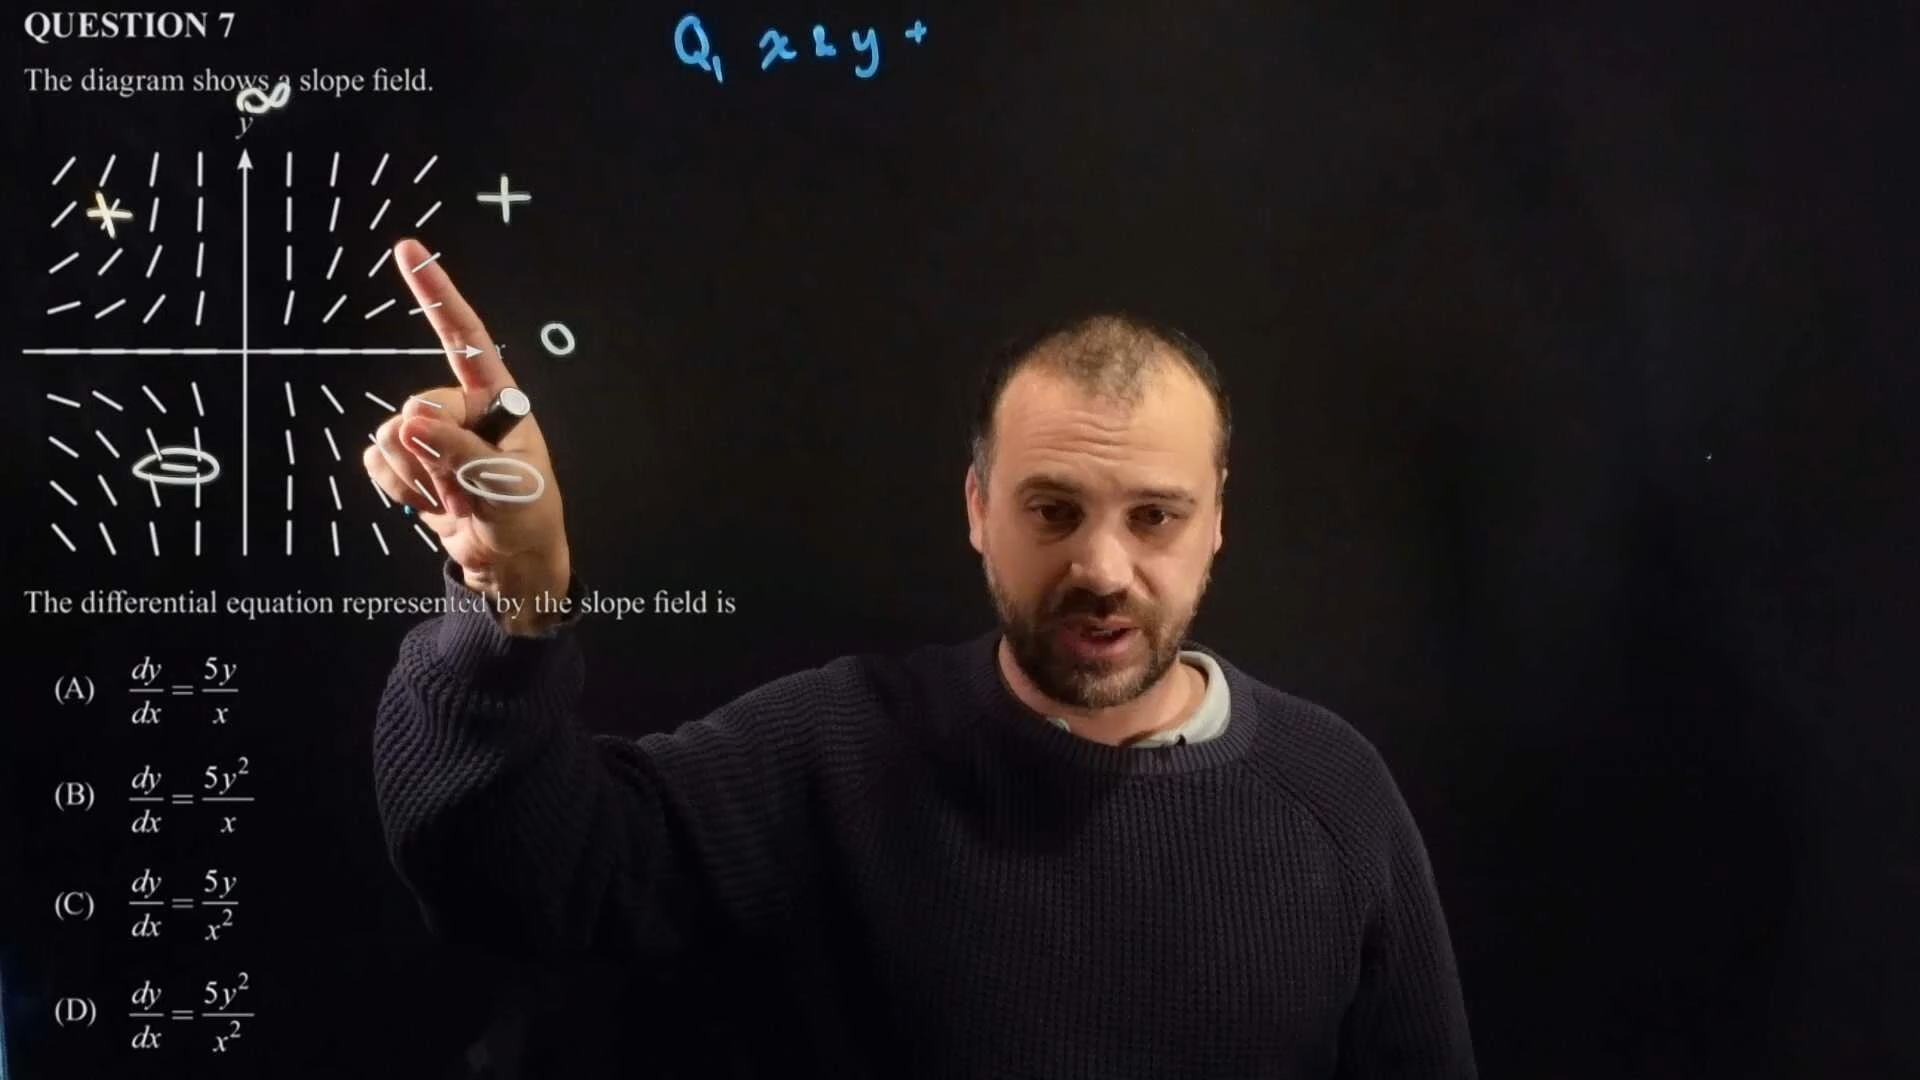 QUESTION 7
Q₁ x & y +
The diagram shows a slope field.
∞
y
+
+
0
x
−
−
The differential equation represented by the slope field is
(A) dy/dx = 5y/x
(B) dy/dx = 5y²/x
(C) dy/dx = 5y/x²
(D) dy/dx = 5y²/x²